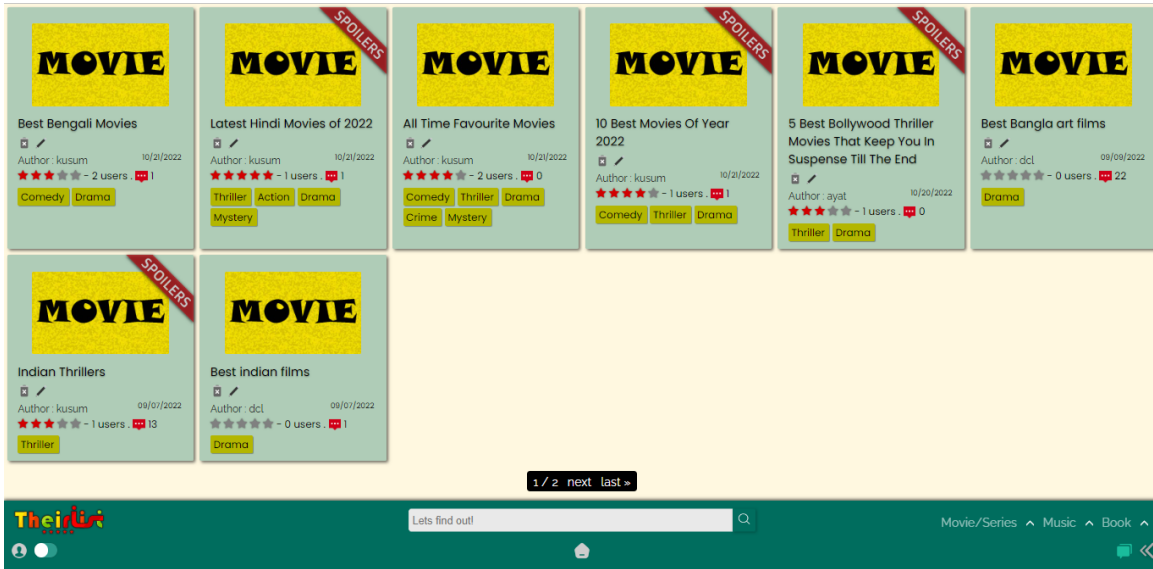 MOVIE
Best Bengali Movies
Author : kusum 10/21/2022
- 2 users . 1
Comedy Drama
SPOILERS
MOVIE
Latest Hindi Movies of 2022
Author : kusum 10/21/2022
- 1 users . 1
Thriller Action Drama
Mystery
MOVIE
All Time Favourite Movies
Author : kusum 10/21/2022
- 2 users . 0
Comedy Thriller Drama
Crime Mystery
SPOILERS
MOVIE
10 Best Movies Of Year
2022
Author : kusum 10/21/2022
- 1 users . 1
Comedy Thriller Drama
SPOILERS
MOVIE
5 Best Bollywood Thriller
Movies That Keep You In
Suspense Till The End
Author : ayat 10/20/2022
- 1 users . 0
Thriller Drama
MOVIE
Best Bangla art films
Author : dcl 09/09/2022
- 0 users . 22
Drama
SPOILERS
MOVIE
Indian Thrillers
Author : kusum 09/07/2022
- 1 users . 13
Thriller
MOVIE
Best indian films
Author : dcl 09/07/2022
- 0 users . 1
Drama
1 / 2 next last »
TheirList
Lets find out!
Movie/Series Music Book